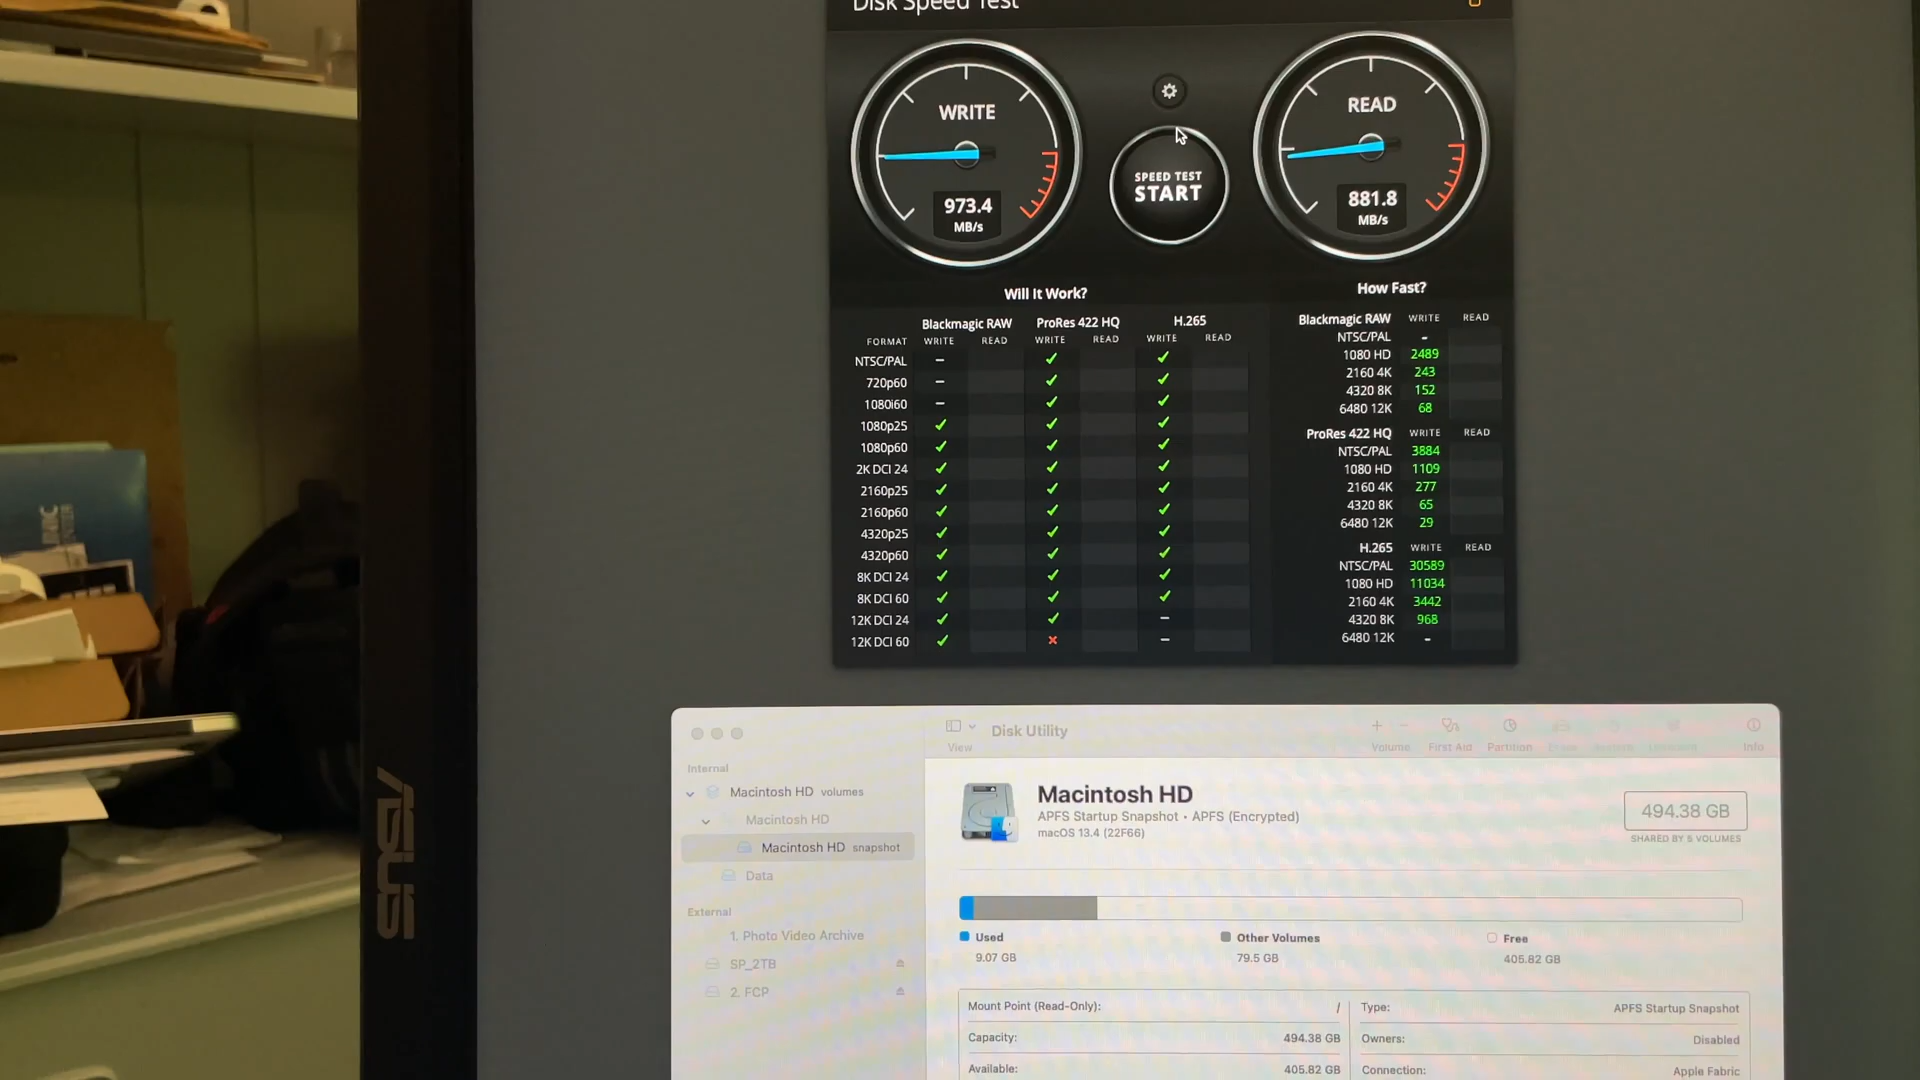 Disk Speed Test
WRITE
973.4
MB/s
SPEED TEST
START
READ
881.8
MB/s
Will It Work?
Blackmagic RAW ProRes 422 HQ H.265
FORMAT WRITE READ WRITE READ WRITE READ
NTSC/PAL – ✓ ✓
720p60 – ✓ ✓
1080i60 – ✓ ✓
1080p25 ✓ ✓ ✓
1080p60 ✓ ✓ ✓
2K DCI 24 ✓ ✓ ✓
2160p25 ✓ ✓ ✓
2160p60 ✓ ✓ ✓
4320p25 ✓ ✓ ✓
4320p60 ✓ ✓ ✓
8K DCI 24 ✓ ✓ ✓
8K DCI 60 ✓ ✓ ✓
12K DCI 24 ✓ ✓ –
12K DCI 60 ✓ × –
How Fast?
Blackmagic RAW WRITE READ
NTSC/PAL –
1080 HD 2489
2160 4K 243
4320 8K 152
6480 12K 68
ProRes 422 HQ WRITE READ
NTSC/PAL 3884
1080 HD 1109
2160 4K 277
4320 8K 65
6480 12K 29
H.265 WRITE READ
NTSC/PAL 30589
1080 HD 11034
2160 4K 3442
4320 8K 968
6480 12K –
ASUS
View
Disk Utility
Volume First Aid Partition Info
Internal
Macintosh HD volumes
Macintosh HD
Macintosh HD snapshot
Data
External
1. Photo Video Archive
SP_2TB
2. FCP
Macintosh HD
APFS Startup Snapshot • APFS (Encrypted)
macOS 13.4 (22F66)
494.38 GB
SHARED BY 5 VOLUMES
Used
9.07 GB
Other Volumes
79.5 GB
Free
405.82 GB
Mount Point (Read-Only): /
Capacity: 494.38 GB
Available: 405.82 GB
Type: APFS Startup Snapshot
Owners: Disabled
Connection: Apple Fabric